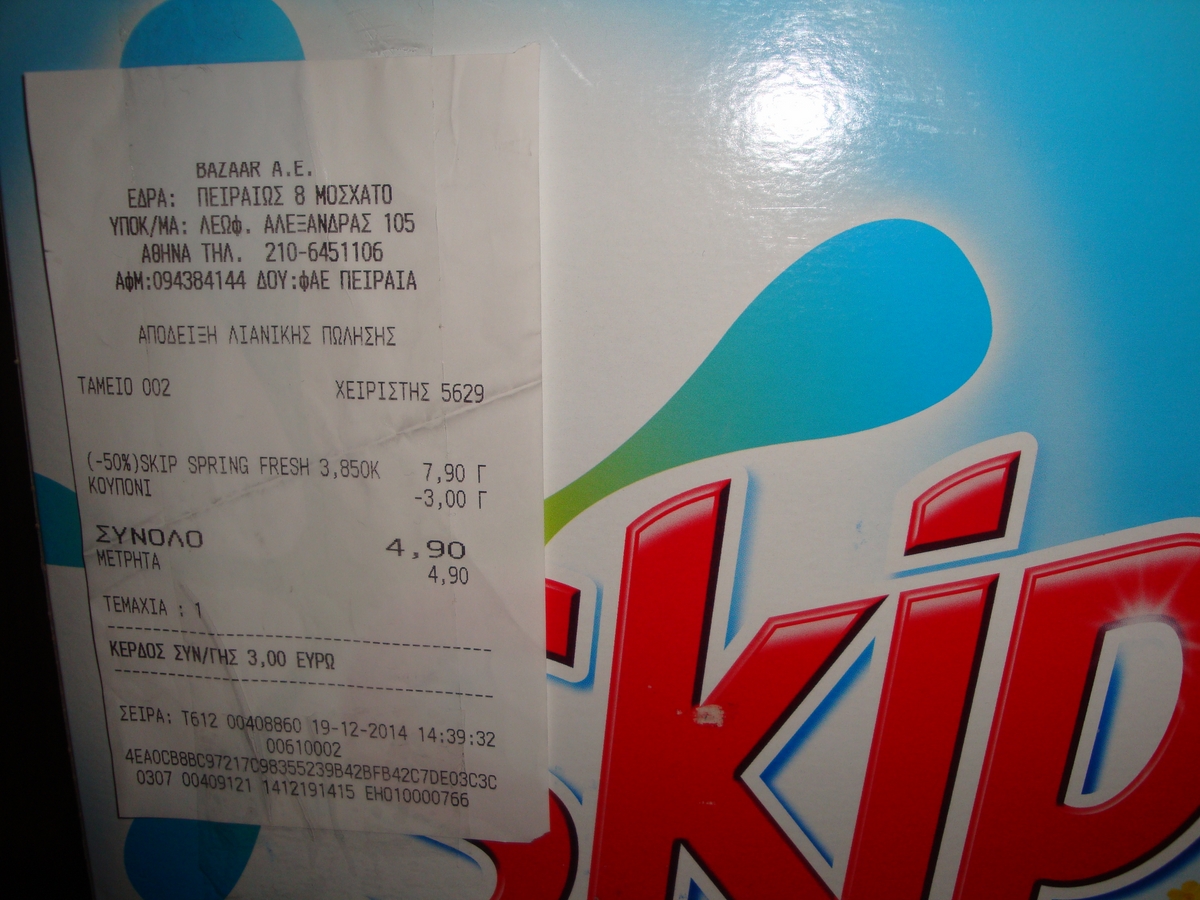 BAZAAR A.E.
ΕΔΡΑ: ΠΕΙΡΑΙΩΣ 8 ΜΟΣΧΑΤΟ
ΥΠΟΚ/ΜΑ: ΛΕΩΦ. ΑΛΕΞΑΝΔΡΑΣ 105
ΑΘΗΝΑ ΤΗΛ. 210-6451106
ΑΦΜ:094384144 ΔΟΥ:ΦΑΕ ΠΕΙΡΑΙΑ
ΑΠΟΔΕΙΞΗ ΛΙΑΝΙΚΗΣ ΠΩΛΗΣΗΣ
ΤΑΜΕΙΟ 002 ΧΕΙΡΙΣΤΗΣ 5629
(-50%)SKIP SPRING FRESH 3,850K 7,90 Γ
ΚΟΥΠΟΝΙ -3,00 Γ
ΣΥΝΟΛΟ 4,90
ΜΕΤΡΗΤΑ 4,90
ΤΕΜΑΧΙΑ : 1
ΚΕΡΔΟΣ ΣΥΝ/ΓΗΣ 3,00 ΕΥΡΩ
ΣΕΙΡΑ: T612 00408860 19-12-2014 14:39:32
00610002
4EA0CB8BC97217C98355239B42BFB42C7DE03C3C
0307 00409121 1412191415 EH010000766
Skip